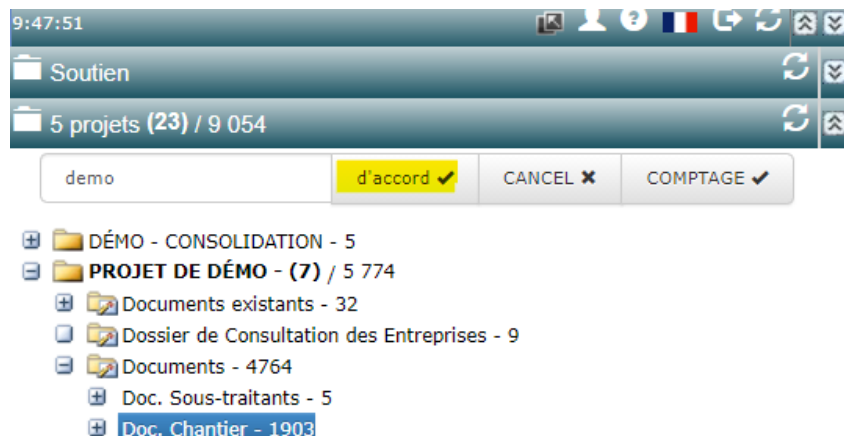 9:47:51
Soutien
5 projets (23) / 9 054
demo d'accord CANCEL COMPTAGE
DÉMO - CONSOLIDATION - 5
PROJET DE DÉMO - (7) / 5 774
Documents existants - 32
Dossier de Consultation des Entreprises - 9
Documents - 4764
Doc. Sous-traitants - 5
Doc. Chantier - 1903